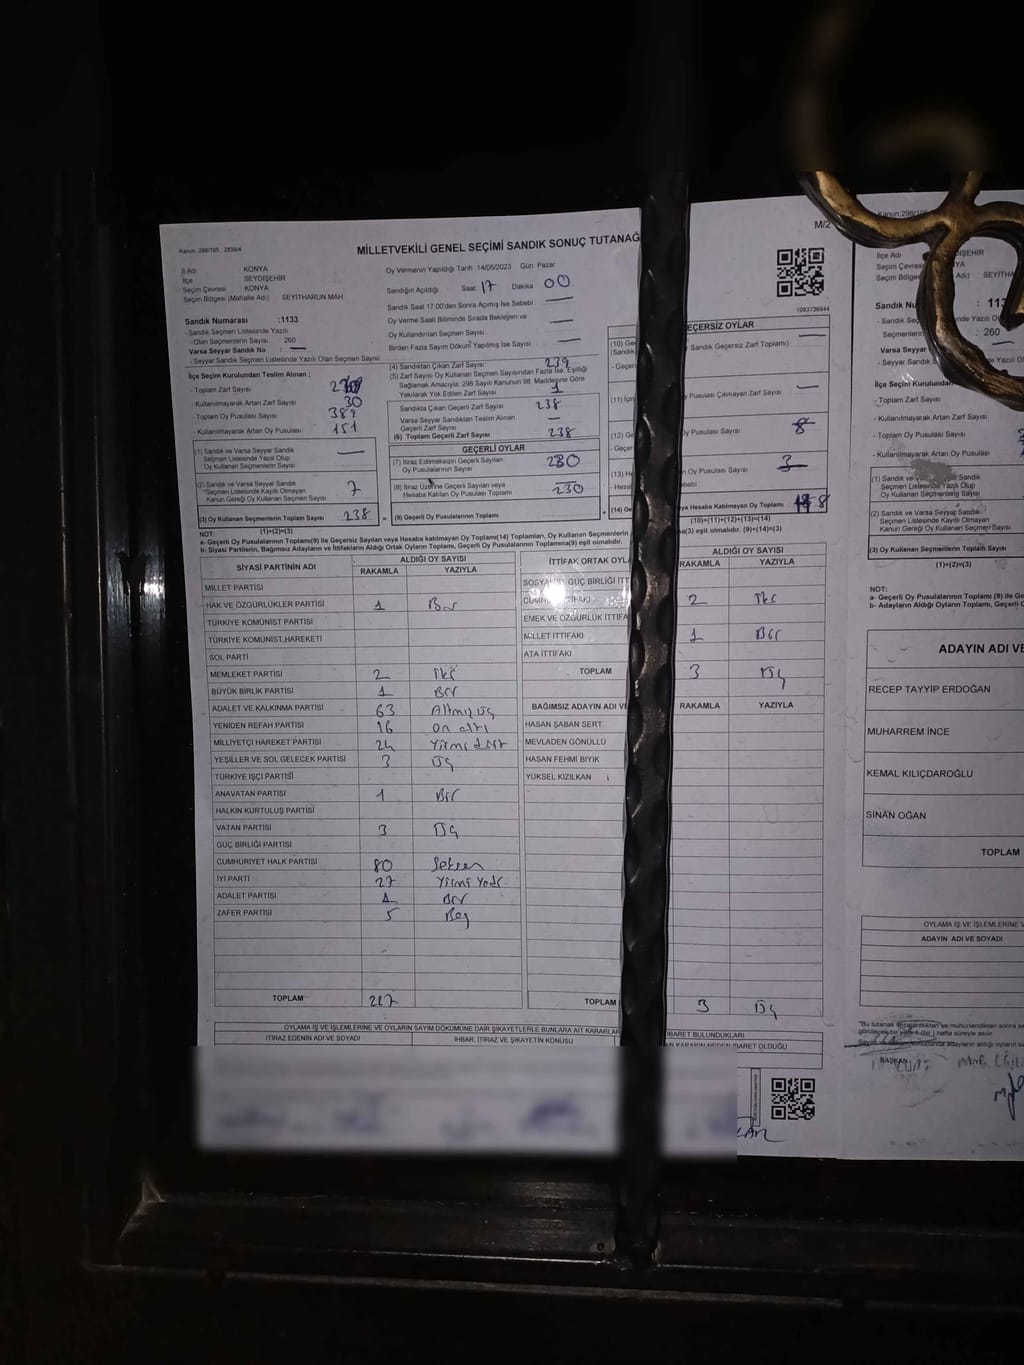 Kanun: 298/105 , 2839/4
MİLLETVEKİLİ GENEL SEÇİMİ SANDIK SONUÇ TUTANAĞ
M/2
İl Adı KONYA
İlçe SEYDİŞEHİR
Seçim Çevresi KONYA
Seçim Bölgesi (Mahalle Adı) SEYİTHARUN MAH
Sandık Numarası :1133
- Sandık Seçmen Listesinde Yazılı
Olan Seçmenlerin Sayısı 260
Varsa Seyyar Sandık No
- Seyyar Sandık Seçmen Listesinde Yazılı Olan Seçmen Sayısı
Oy Vermenin Yapıldığı Tarih :14/05/2023 Gün: Pazar
Sandığın Açıldığı Saat 17 Dakika 00
Sandık Saat 17.00'den Sonra Açılmış İse Sebebi
Oy Verme Saati Bitiminde Sırada Bekleyen ve
Oy Kullandırılan Seçmen Sayısı
Birden Fazla Sayım Dökümü Yapılmış İse Sayısı
1083736844
İlçe Seçim Kurulundan Teslim Alınan ;
- Toplam Zarf Sayısı
- Kullanılmayarak Artan Zarf Sayısı 30
- Toplam Oy Pusulası Sayısı 389
- Kullanılmayarak Artan Oy Pusulası 151
(4) Sandıktan Çıkan Zarf Sayısı 239
(5) Zarf Sayısı Oy Kullanan Seçmen Sayısından Fazla İse, Eşitliği
Sağlamak Amacıyla; 298 Sayılı Kanunun 98. Maddesine Göre
Yakılarak Yok Edilen Zarf Sayısı 1
Sandıkta Çıkan Geçerli Zarf Sayısı 238
Varsa Seyyar Sandıktan Teslim Alınan
Geçerli Zarf Sayısı
(6) Toplam Geçerli Zarf Sayısı 238
(1) Sandık ve Varsa Seyyar Sandık
Seçmen Listesinde Yazılı Olup
Oy Kullanan Seçmenlerin Sayısı
(2) Sandık ve Varsa Seyyar Sandık
Seçmen Listesinde Kayıtlı Olmayan
Kanun Gereği Oy Kullanan Seçmen Sayısı 7
(3) Oy Kullanan Seçmenlerin Toplam Sayısı 238
(1)+(2)=(3)
GEÇERLİ OYLAR
(7) İtiraz Edilmeksizin Geçerli Sayılan
Oy Pusulalarının Sayısı 230
(8) İtiraz Üzerine Geçerli Sayılan veya
Hesaba Katılan Oy Pusulası Toplamı 230
(9) Geçerli Oy Pusulalarının Toplamı
EÇERSİZ OYLAR
(10) Ge
(Sandık Sandık Geçersiz Zarf Toplamı)
- Geçer
(11) İçin Pusulası Çıkmayan Zarf Sayısı
(12) Ge Oy Pusulası Sayısı 8
- Geçer
(13) He n Oy Pusulası Sayısı 3
- Hesa ebebi
(14) Ge ya Hesaba Katılmayan Oy Toplamı 8
(10)+(11)+(12)+(13)=(14)
NOT:
a- Geçerli Oy Pusulalarının Toplamı(9) ile Geçersiz Sayılan veya Hesaba katılmayan Oy Toplamı(14) Toplamları, Oy Kullanan Seçmenlerin a(3) eşit olmalıdır. (9)+(14)=(3)
b- Siyasi Partilerin, Bağımsız Adayların ve İttifakların Aldığı Ortak Oyların Toplamı, Geçerli Oy Pusulalarının Toplamına(9) eşit olmalıdır.
SİYASİ PARTİNİN ADI ALDIĞI OY SAYISI
RAKAMLA YAZIYLA
MİLLET PARTİSİ
HAK VE ÖZGÜRLÜKLER PARTİSİ 1 Bir
TÜRKİYE KOMÜNİST PARTİSİ
TÜRKİYE KOMÜNİST HAREKETİ
SOL PARTİ
MEMLEKET PARTİSİ 2 İki
BÜYÜK BİRLİK PARTİSİ 1 Bir
ADALET VE KALKINMA PARTİSİ 63 Altmış üç
YENİDEN REFAH PARTİSİ 16 on altı
MİLLİYETÇİ HAREKET PARTİSİ 24 Yirmi dört
YEŞİLLER VE SOL GELECEK PARTİSİ 3 Üç
TÜRKİYE İŞÇİ PARTİSİ
ANAVATAN PARTİSİ 1 Bir
HALKIN KURTULUŞ PARTİSİ
VATAN PARTİSİ 3 Üç
GÜÇ BİRLİĞİ PARTİSİ
CUMHURİYET HALK PARTİSİ 80 Seksen
İYİ PARTİ 27 Yirmi Yedi
ADALET PARTİSİ 1 Bir
ZAFER PARTİSİ 5 Beş
TOPLAM 217
İTTİFAK ORTAK OYLA ALDIĞI OY SAYISI
RAKAMLA YAZIYLA
SOSYALİST GÜÇ BİRLİĞİ İTT
CUMHUR İTTİFAKI 2 İki
EMEK VE ÖZGÜRLÜK İTTİFA
MİLLET İTTİFAKI 1 Bir
ATA İTTİFAKI
TOPLAM 3 Üç
BAĞIMSIZ ADAYIN ADI VE RAKAMLA YAZIYLA
HASAN ŞABAN SERT
MEVLADEN GÖNÜLLÜ
HASAN FEHMİ BIYIK
YÜKSEL KIZILKAN
TOPLAM 3 Üç
OYLAMA İŞ VE İŞLEMLERİNE VE OYLARIN SAYIM DÖKÜMÜNE DAİR ŞİKAYETLERLE BUNLARA AİT KARARLAR İBARET BULUNDUKLARI
İTİRAZ EDENİN ADI VE SOYADI İHBAR, İTİRAZ VE ŞİKAYETİN KONUSU AN KARARIN NEDEN İBARET OLDUĞU
Kanun:298/105
İl Adı
İlçe Adı
Seçim Çevres
Adı) SEYİTHA
Sandık Nu :113
- Sandık Seç
Seçmenleri : 260
Varsa Seyyar
- Seyyar S
İlçe Seçim Kurulundan
- Toplam Zarf Sayısı
- Kullanılmayarak Artan Zarf Sayısı
- Toplam Oy Pusulası Sayısı
- Kullanılmayarak Artan Oy Pusulası
(1) Sandık ve Varsa Seyyar Sandık
Seçmen Listesinde Yazılı Olup
Oy Kullanan Seçmenlerin Sayısı
(2) Sandık ve Varsa Seyyar Sandık
Seçmen Listesinde Kayıtlı Olmayan
Kanun Gereği Oy Kullanan Seçmen
(3) Oy Kullanan Seçmenlerin Toplam Sayısı
(1)+(2)=(3)
NOT:
a- Geçerli Oy Pusulalarının Toplamı (9) ile Ge
b- Adayların Aldığı Oyların Toplamı, Geçerli O
ADAYIN ADI VE
RECEP TAYYİP ERDOĞAN
MUHARREM İNCE
KEMAL KILIÇDAROĞLU
SİNAN OĞAN
TOPLAM
OYLAMA İŞ VE İŞLEMLERİNE V
ADAYIN ADI VE SOYADI
"Bu tutanak imzalandıktan ve mühürlendikten sonra se
görülecek bir yere 1 (bir) hafta süreyle asılır.
BAŞKAN